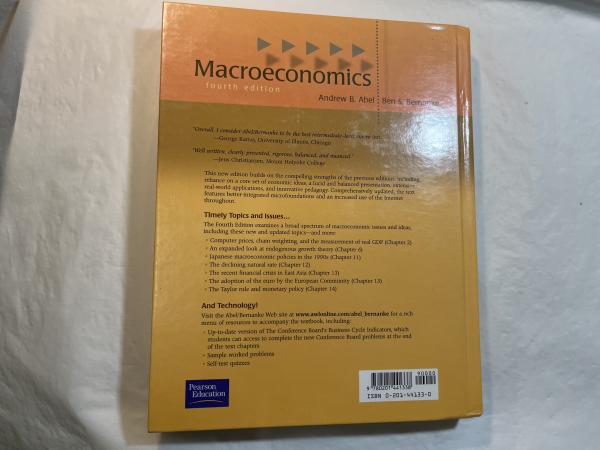 Macroeconomics
fourth edition
Andrew B. Abel Ben S. Bernanke
"Overall, I consider Abel/Bernanke to be the best intermediate-level macro text."
—George Karras, University of Illinois, Chicago
"Well written, clearly presented, rigorous, balanced, and nuanced."
—Jens Christiansen, Mount Holyoke College
This new edition builds on the compelling strengths of the previous editions, including
reliance on a core set of economic ideas, a lucid and balanced presentation, extensive
real-world applications, and innovative pedagogy. Comprehensively updated, the text
features better-integrated microfoundations and an increased use of the Internet
throughout.
Timely Topics and Issues...
The Fourth Edition examines a broad spectrum of macroeconomic issues and ideas,
including these new and updated topics—and more:
• Computer prices, chain weighting, and the measurement of real GDP (Chapter 2)
• An expanded look at endogenous growth theory (Chapter 6)
• Japanese macroeconomic policies in the 1990s (Chapter 11)
• The declining natural rate (Chapter 12)
• The recent financial crisis in East Asia (Chapter 13)
• The adoption of the euro by the European Community (Chapter 13)
• The Taylor rule and monetary policy (Chapter 14)
And Technology!
Visit the Abel/Bernanke Web site at www.awlonline.com/abel_bernanke for a rich
menu of resources to accompany the textbook, including:
• Up-to-date version of The Conference Board's Business Cycle Indicators, which
students can access to complete the new Conference Board problems at the end
of the text chapters
• Sample worked problems
• Self-test quizzes
Pearson
Education
90000
9 780201 441338
ISBN 0-201-44133-0